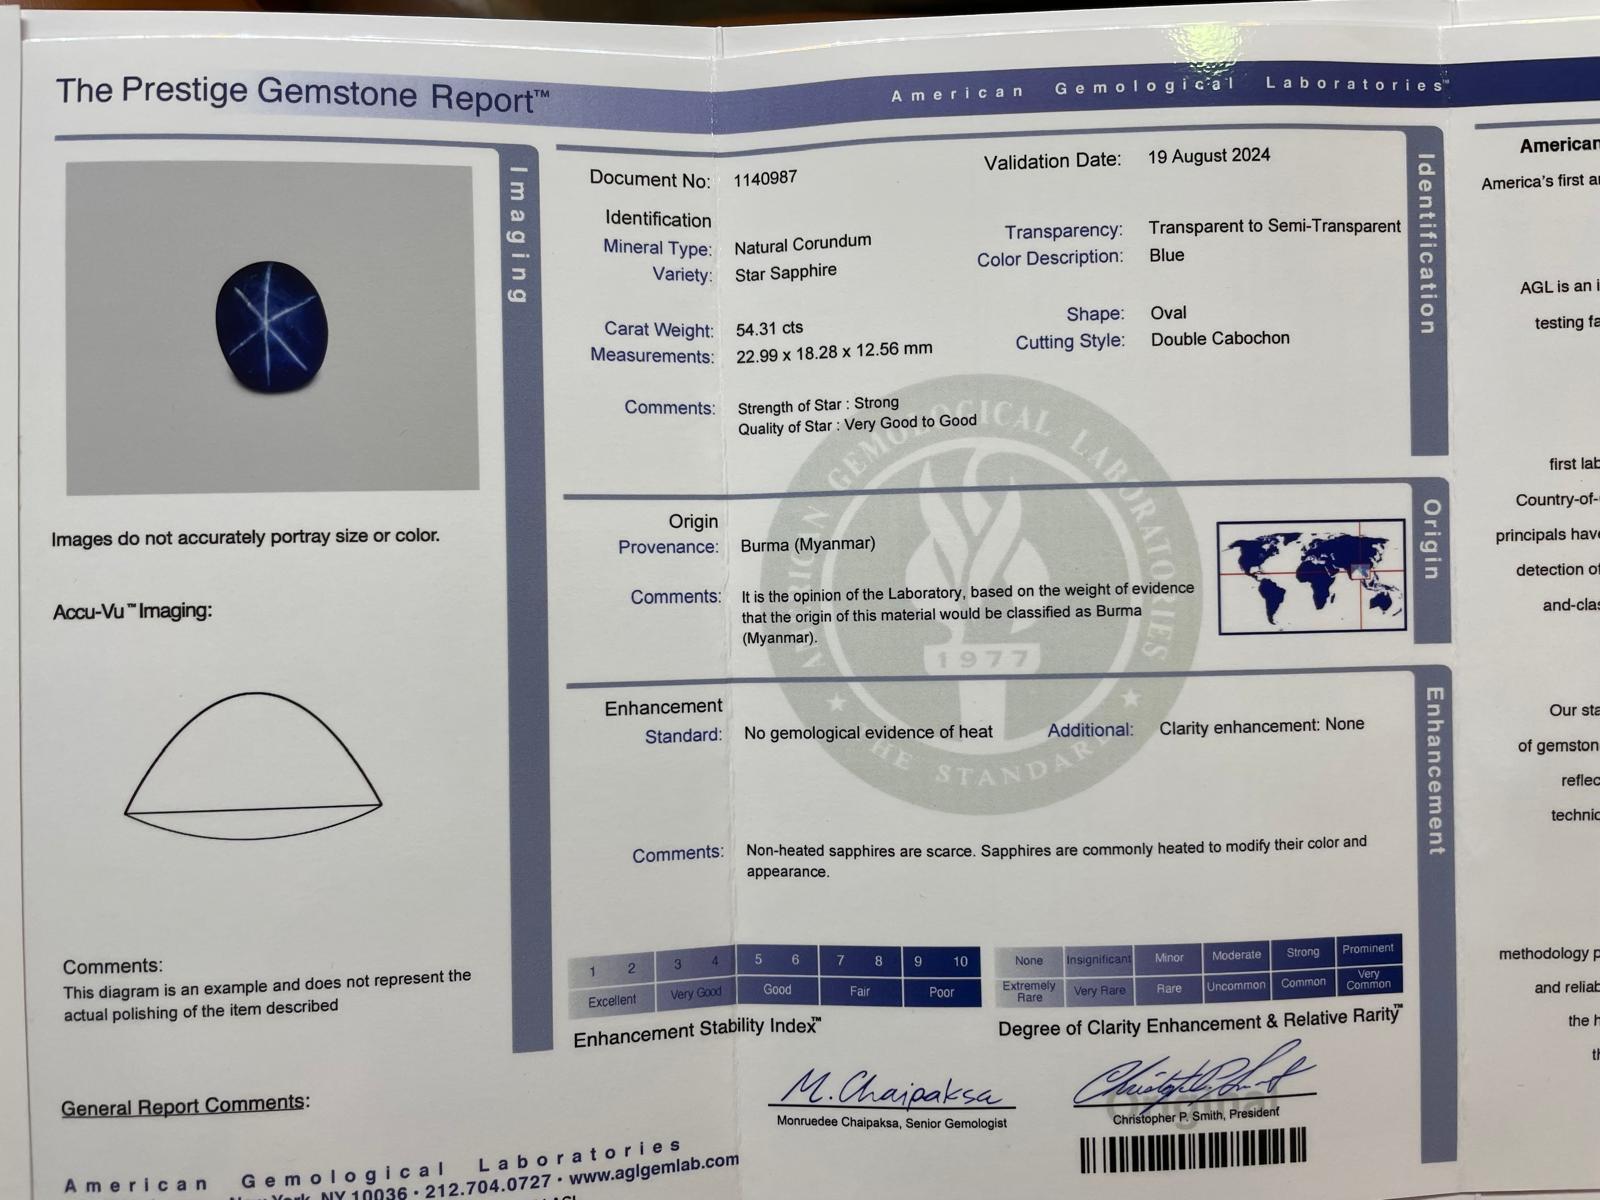 The Prestige Gemstone Report™
American Gemological Laboratories™
Imaging
Images do not accurately portray size or color.
Accu-Vu™ Imaging:
Comments:
This diagram is an example and does not represent the
actual polishing of the item described
General Report Comments:
American Gemological Laboratories
York, NY 10036 · 212.704.0727 · www.aglgemlab.com
Document No: 1140987
Validation Date: 19 August 2024
Identification
Identification
Mineral Type: Natural Corundum
Variety: Star Sapphire
Transparency: Transparent to Semi-Transparent
Color Description: Blue
Carat Weight: 54.31 cts
Measurements: 22.99 x 18.28 x 12.56 mm
Shape: Oval
Cutting Style: Double Cabochon
Comments: Strength of Star : Strong
Quality of Star : Very Good to Good
AMERICAN GEMOLOGICAL LABORATORIES
1977
THE STANDARD
Origin
Origin
Provenance: Burma (Myanmar)
Comments: It is the opinion of the Laboratory, based on the weight of evidence
that the origin of this material would be classified as Burma
(Myanmar).
Enhancement
Enhancement
Standard: No gemological evidence of heat
Additional: Clarity enhancement: None
Comments: Non-heated sapphires are scarce. Sapphires are commonly heated to modify their color and
appearance.
1 2 3 4 5 6 7 8 9 10
Excellent Very Good Good Fair Poor
Enhancement Stability Index™
None Insignificant Minor Moderate Strong Prominent
Extremely Rare Very Rare Rare Uncommon Common Very Common
Degree of Clarity Enhancement & Relative Rarity™
M. Chaipaksa
Monruedee Chaipaksa, Senior Gemologist
Original
Christopher P. Smith, President
American
America's first
AGL is an
testing
first
Country-of-
principals
detection of
Our
of
methodology
and
the